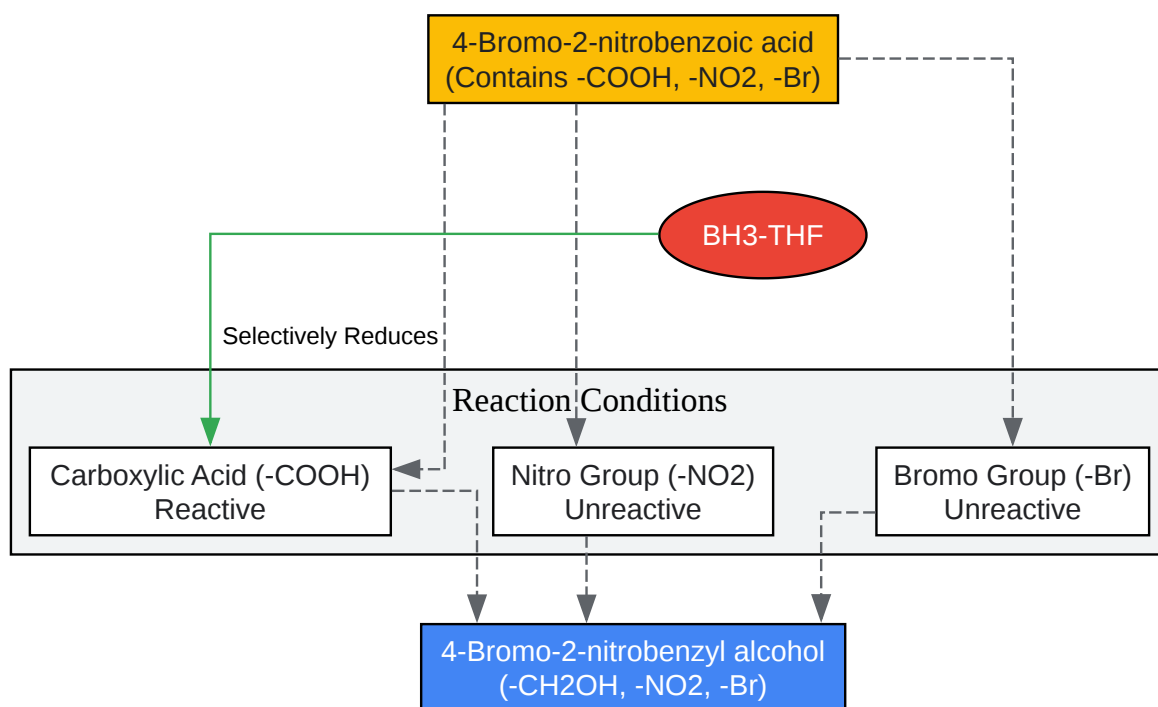 4-Bromo-2-nitrobenzoic acid
(Contains -COOH, -NO2, -Br)
BH3-THF
Selectively Reduces
Reaction Conditions
Carboxylic Acid (-COOH)
Reactive
Nitro Group (-NO2)
Unreactive
Bromo Group (-Br)
Unreactive
4-Bromo-2-nitrobenzyl alcohol
(-CH2OH, -NO2, -Br)